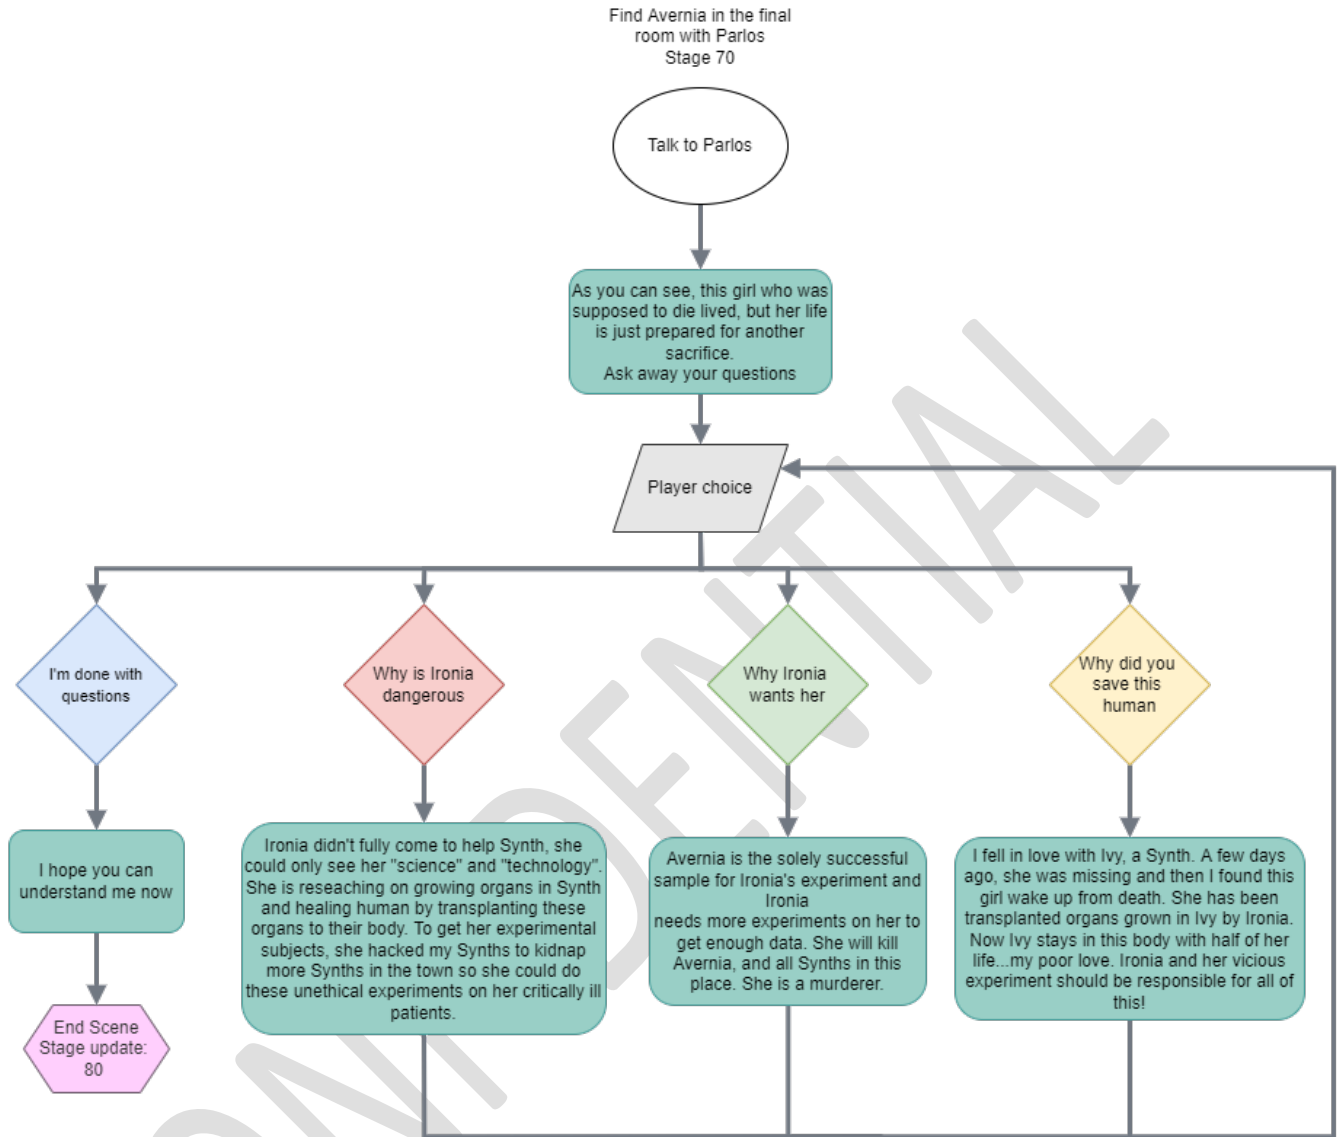 Find Avernia in the final
room with Parlos
Stage 70
Talk to Parlos
As you can see, this girl who was
supposed to die lived, but her life
is just prepared for another
sacrifice.
Ask away your questions
Player choice
I'm done with
questions
Why is Ironia
dangerous
Why Ironia
wants her
Why did you
save this
human
I hope you can
understand me now
Ironia didn't fully come to help Synth, she
could only see her "science" and "technology".
She is reseaching on growing organs in Synth
and healing human by transplanting these
organs to their body. To get her experimental
subjects, she hacked my Synths to kidnap
more Synths in the town so she could do
these unethical experiments on her critically ill
patients.
Avernia is the solely successful
sample for Ironia's experiment and
Ironia
needs more experiments on her to
get enough data. She will kill
Avernia, and all Synths in this
place. She is a murderer.
I fell in love with Ivy, a Synth. A few days
ago, she was missing and then I found this
girl wake up from death. She has been
transplanted organs grown in Ivy by Ironia.
Now Ivy stays in this body with half of her
life...my poor love. Ironia and her vicious
experiment should be responsible for all of
this!
End Scene
Stage update:
80
ONFIDENTIAL